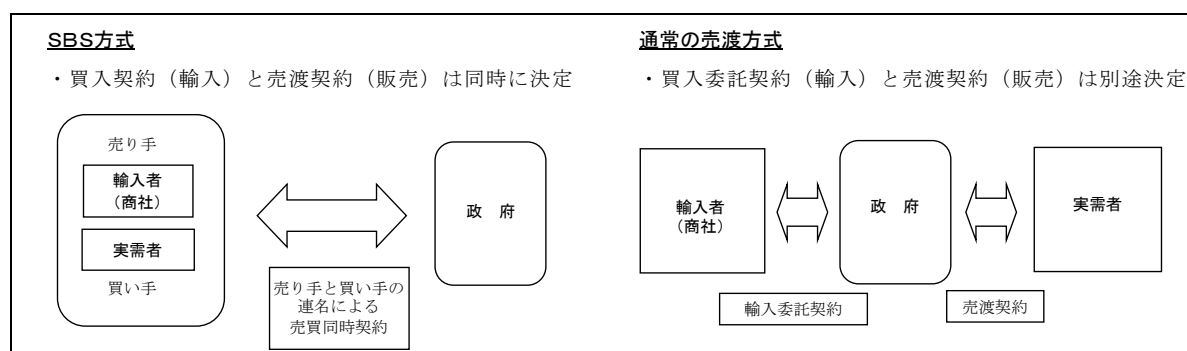 SBS方式
・買入契約（輸入）と売渡契約（販売）は同時に決定
売り手
輸入者
（商社）
実需者
買い手
政　府
売り手と買い手の
連名による
売買同時契約
通常の売渡方式
・買入委託契約（輸入）と売渡契約（販売）は別途決定
輸入者
（商社）
政　府
実需者
輸入委託契約
売渡契約